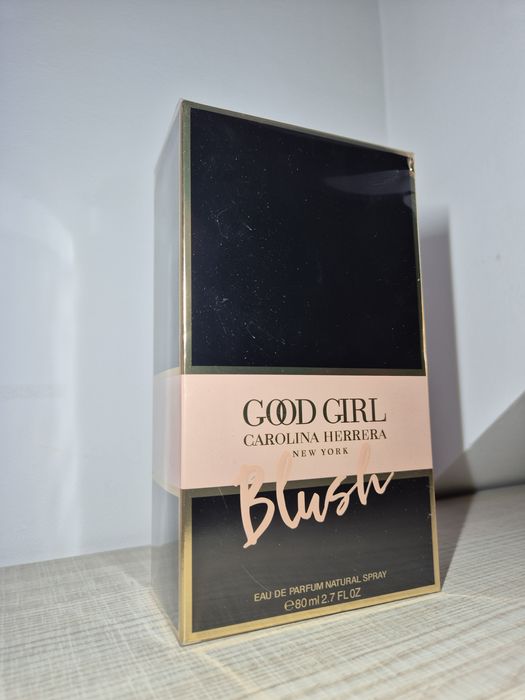 GOOD GIRL
CAROLINA HERRERA
NEW YORK
Blush
EAU DE PARFUM NATURAL SPRAY
℮80 ml 2.7 FL OZ